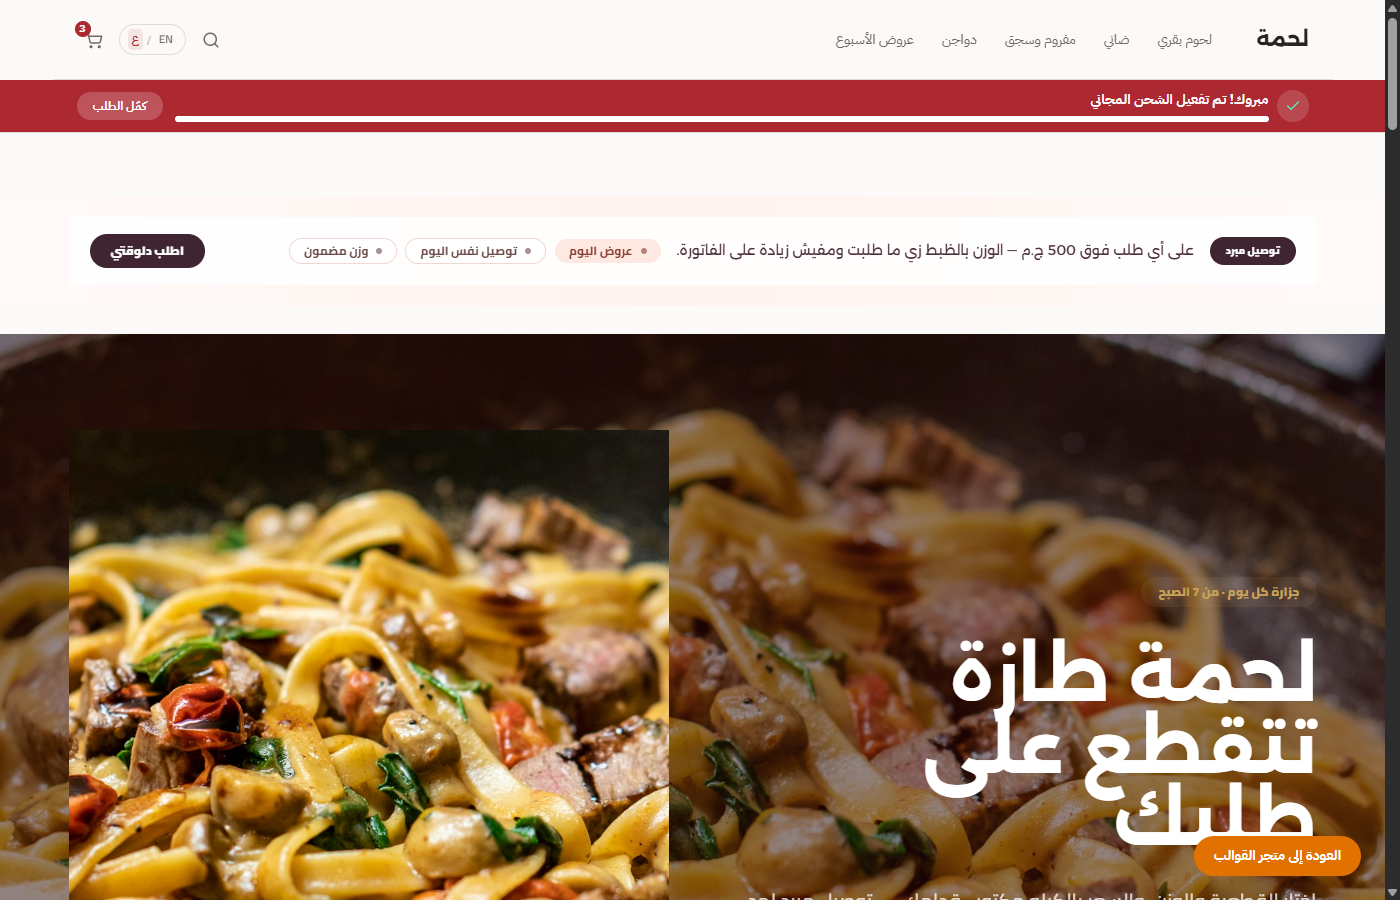 لحمة
لحوم بقري
ضاني
مفروم وسجق
دواجن
عروض الأسبوع
EN / ع
3
مبروك! تم تفعيل الشحن المجاني
كمّل الطلب
توصيل مبرد
على أي طلب فوق 500 ج.م — الوزن بالظبط زي ما طلبت ومفيش زيادة على الفاتورة.
عروض اليوم
توصيل نفس اليوم
وزن مضمون
اطلب دلوقتي
جزارة كل يوم · من 7 الصبح
لحمة طازة
تتقطع على
طلبك
العودة إلى متجر القوالب